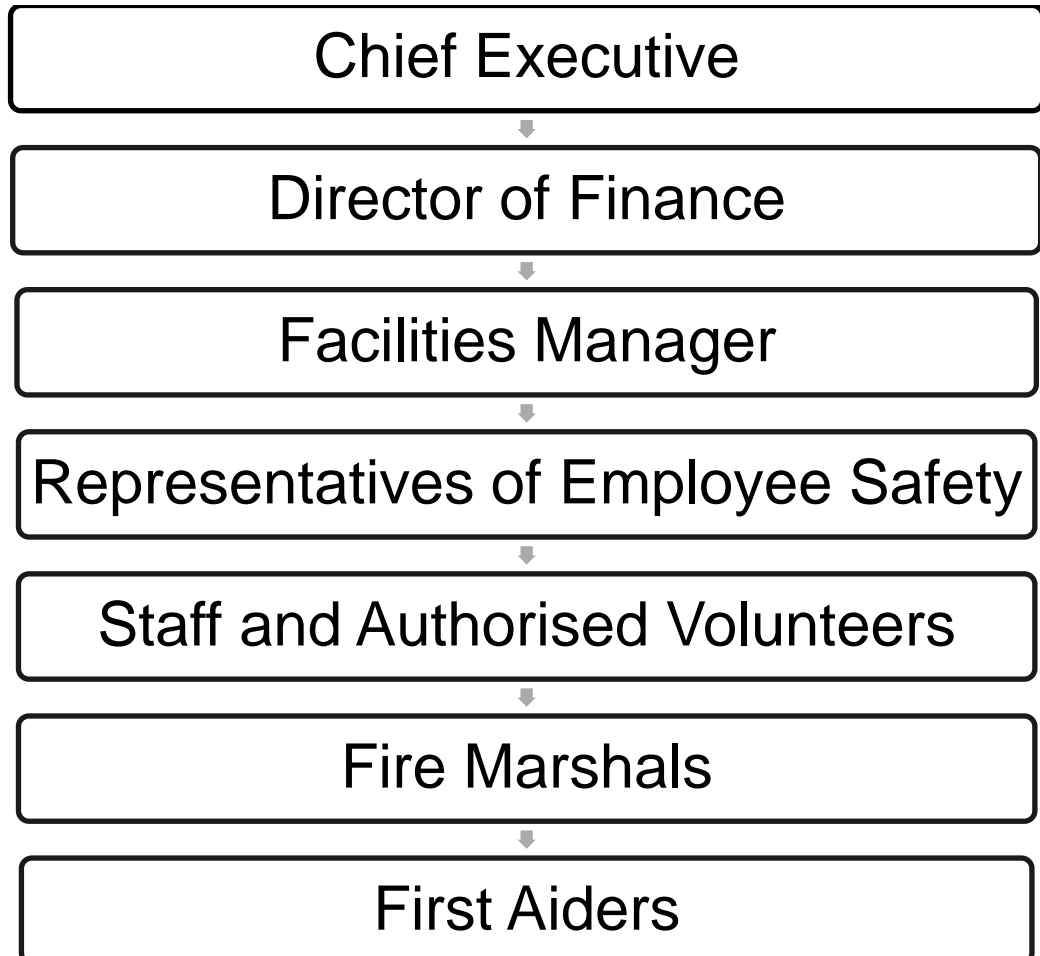 Chief Executive
Director of Finance
Facilities Manager
Representatives of Employee Safety
Staff and Authorised Volunteers
Fire Marshals
First Aiders